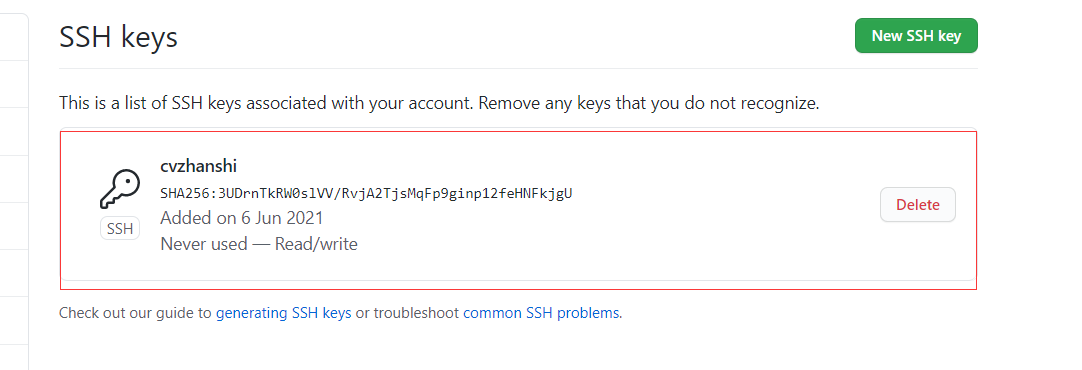 SSH keys
New SSH key
This is a list of SSH keys associated with your account. Remove any keys that you do not recognize.
cvzhanshi
SHA256:3UDrnTkRW0slVV/RvjA2TjsMqFp9ginp12feHNFkjgU
Added on 6 Jun 2021
Never used — Read/write
SSH
Delete
Check out our guide to generating SSH keys or troubleshoot common SSH problems.